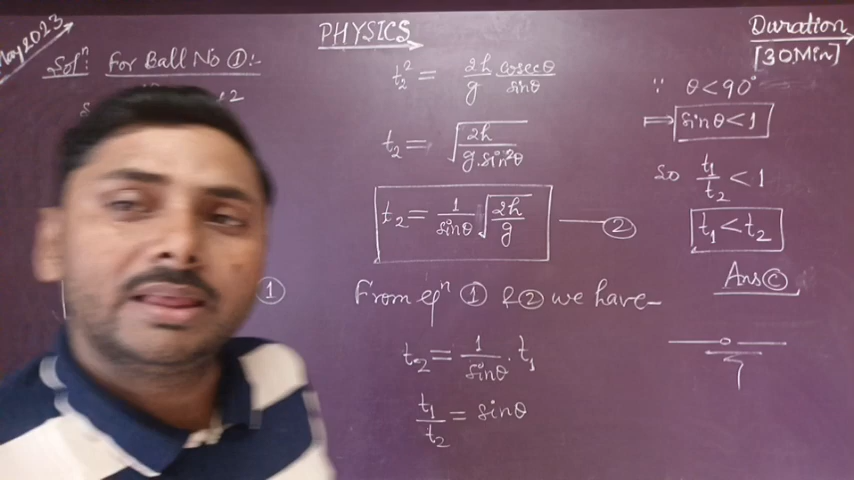 May 2023
PHYSICS
Duration
[30Min]
Solⁿ: For Ball No ①:-
t₂² = 2h/g cosecθ/sinθ
t₂ = √(2h/(g.sin²θ))
t₂ = 1/sinθ √(2h/g) —— ②
①
From eqⁿ ① & ② we have-
t₂ = 1/sinθ . t₁
t₁/t₂ = sinθ
∵ θ < 90°
⟹ sinθ < 1
so t₁/t₂ < 1
t₁ < t₂
Ans ⓒ